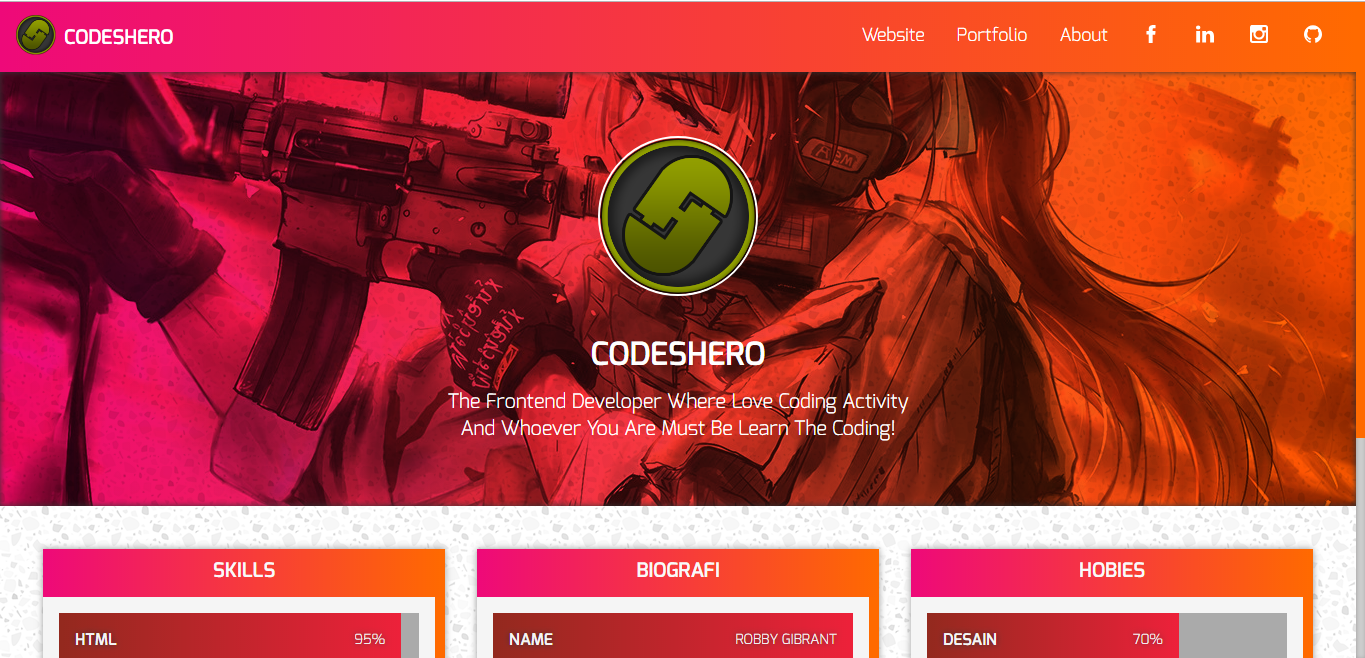 CODESHERO
Website
Portfolio
About
CODESHERO
The Frontend Developer Where Love Coding Activity
And Whoever You Are Must Be Learn The Coding!
SKILLS
HTML 95%
BIOGRAFI
NAME ROBBY GIBRANT
HOBIES
DESAIN 70%